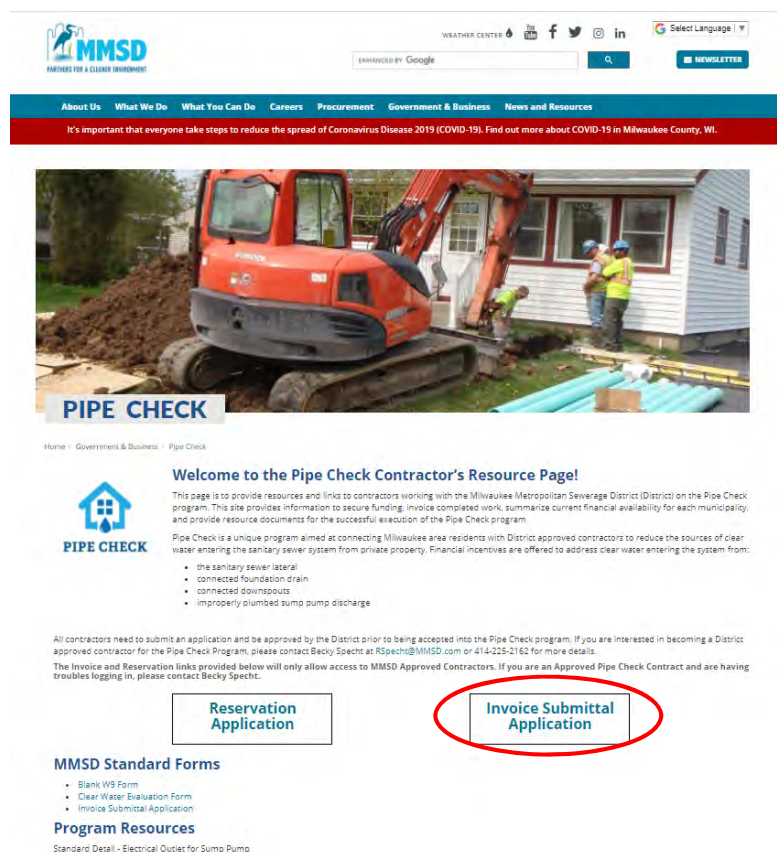 WEATHER CENTER
You Tube
Select Language
MMSD
PARTNERS FOR A CLEANER ENVIRONMENT
ENHANCED BY Google
NEWSLETTER
About Us What We Do What You Can Do Careers Procurement Government & Business News and Resources
It's important that everyone take steps to reduce the spread of Coronavirus Disease 2019 (COVID-19). Find out more about COVID-19 in Milwaukee County, WI.
PIPE CHECK
Home / Government & Business / Pipe Check
Welcome to the Pipe Check Contractor's Resource Page!
This page is to provide resources and links to contractors working with the Milwaukee Metropolitan Sewerage District (District) on the Pipe Check
program. This site provides information to secure funding, invoice completed work, summarize current financial availability for each municipality,
and provide resource documents for the successful execution of the Pipe Check program
PIPE CHECK
Pipe Check is a unique program aimed at connecting Milwaukee area residents with District approved contractors to reduce the sources of clear
water entering the sanitary sewer system from private property. Financial incentives are offered to address clear water entering the system from:
• the sanitary sewer lateral
• connected foundation drain
• connected downspouts
• improperly plumbed sump pump discharge
All contractors need to submit an application and be approved by the District prior to being accepted into the Pipe Check program. If you are interested in becoming a District
approved contractor for the Pipe Check Program, please contact Becky Specht at RSpecht@MMSD.com or 414-225-2162 for more details.
The Invoice and Reservation links provided below will only allow access to MMSD Approved Contractors. If you are an Approved Pipe Check Contract and are having
troubles logging in, please contact Becky Specht.
Reservation
Application
Invoice Submittal
Application
MMSD Standard Forms
• Blank W9 Form
• Clear Water Evaluation Form
• Invoice Submittal Application
Program Resources
Standard Detail - Electrical Outlet for Sump Pump